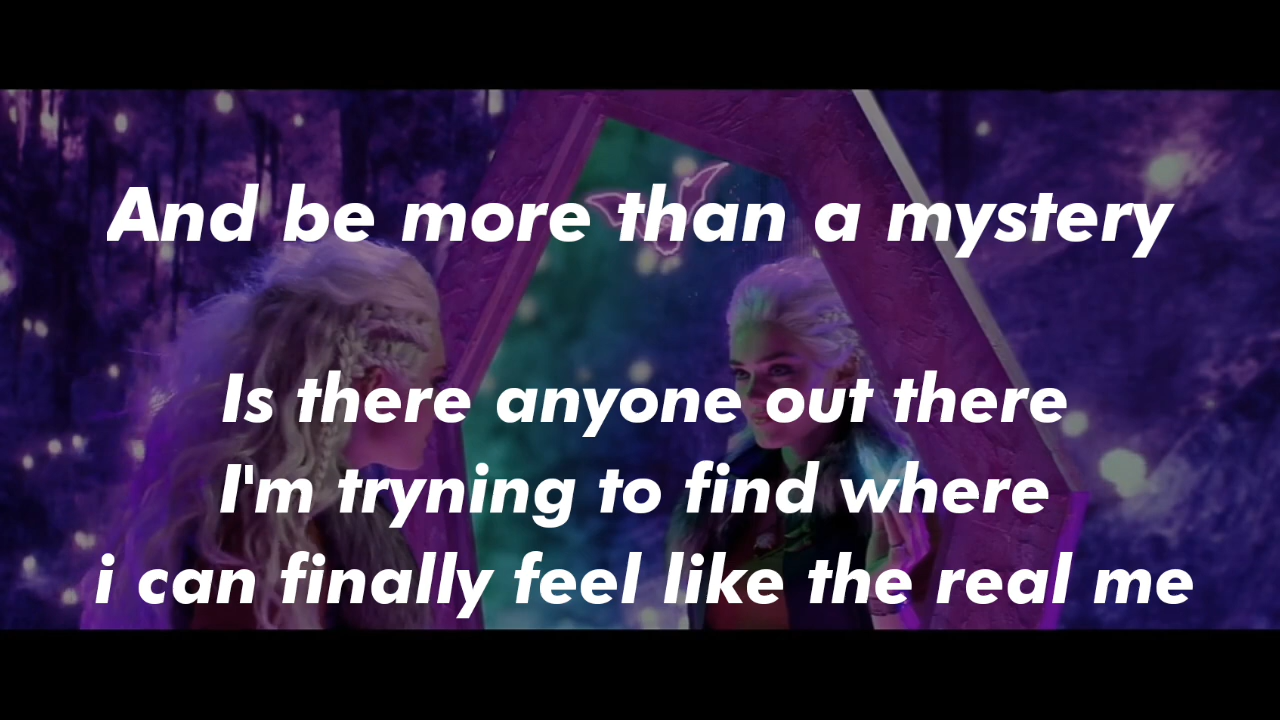 And be more than a mystery
Is there anyone out there
I'm tryning to find where
i can finally feel like the real me